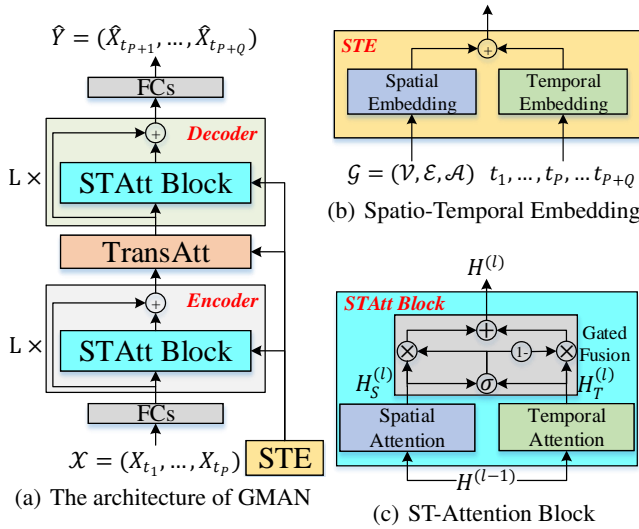 Ŷ = (X̂_{t_{P+1}}, … , X̂_{t_{P+Q}})
FCs
Decoder
+
L ×
STAtt Block
TransAtt
+
Encoder
L ×
STAtt Block
FCs
𝒳 = (X_{t_1}, … , X_{t_P})
STE
(a) The architecture of GMAN
STE
+
Spatial
Embedding
Temporal
Embedding
𝒢 = (𝒱, ℰ, 𝒜)
t_1, … , t_P, … t_{P+Q}
(b) Spatio-Temporal Embedding
H^{(l)}
STAtt Block
+
×
1-
×
Gated
Fusion
H_S^{(l)}
σ
H_T^{(l)}
Spatial
Attention
Temporal
Attention
H^{(l−1)}
(c) ST-Attention Block